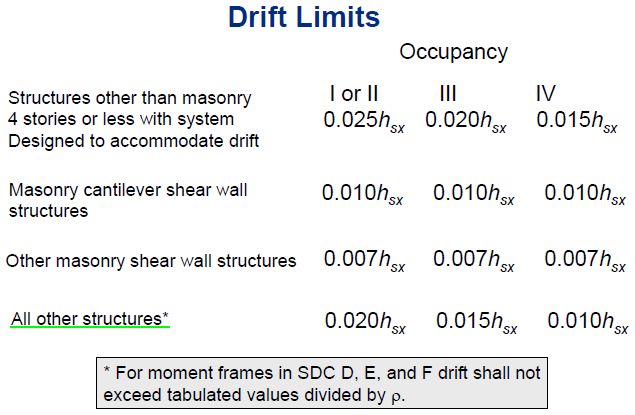 Drift Limits
Occupancy
Structures other than masonry I or II III IV
4 stories or less with system 0.025hsx 0.020hsx 0.015hsx
Designed to accommodate drift
Masonry cantilever shear wall 0.010hsx 0.010hsx 0.010hsx
structures
Other masonry shear wall structures 0.007hsx 0.007hsx 0.007hsx
All other structures* 0.020hsx 0.015hsx 0.010hsx
* For moment frames in SDC D, E, and F drift shall not
exceed tabulated values divided by ρ.